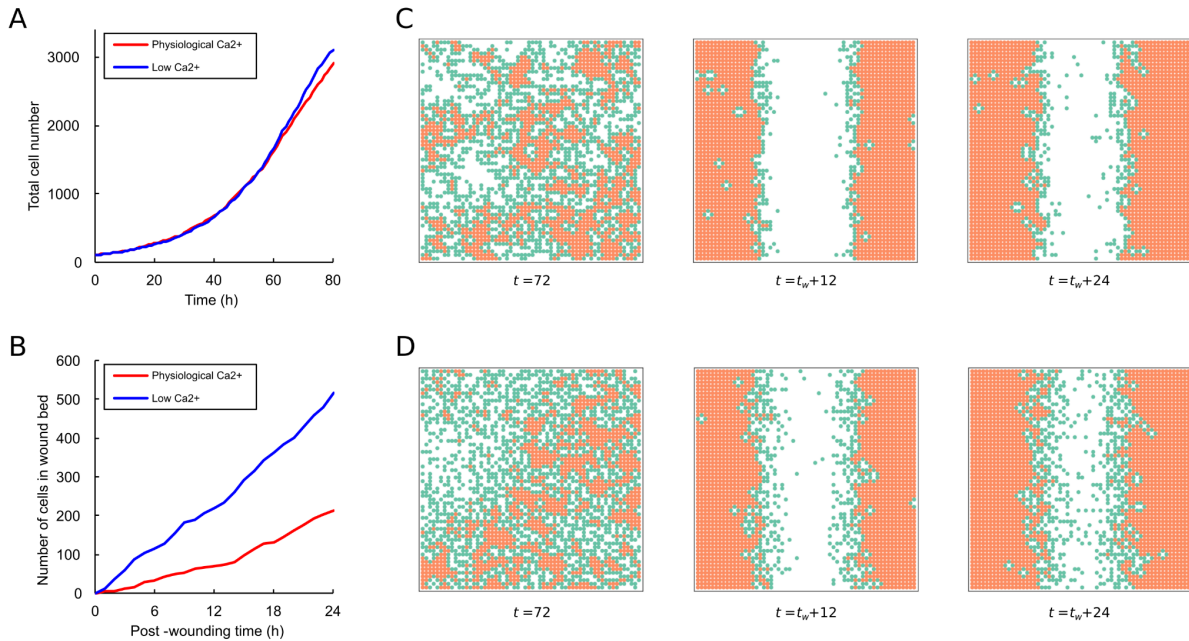 A
Total cell number
3000
2000
1000
0
Physiological Ca2+
Low Ca2+
0 20 40 60 80
Time (h)
B
Number of cells in wound bed
600
500
400
300
200
100
0
Physiological Ca2+
Low Ca2+
0 6 12 18 24
Post -wounding time (h)
C
t =72
t =tw+12
t =tw+24
D
t =72
t =tw+12
t =tw+24